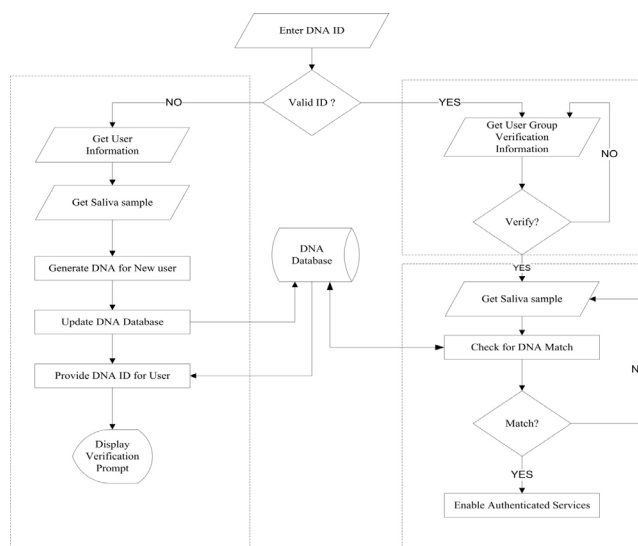 Enter DNA ID
Valid ID ?
NO
YES
Get User
Information
Get Saliva sample
Generate DNA for New user
Update DNA Database
Provide DNA ID for User
Display
Verification
Prompt
DNA
Database
Get User Group
Verification
Information
NO
Verify?
YES
Get Saliva sample
Check for DNA Match
Match?
YES
Enable Authenticated Services